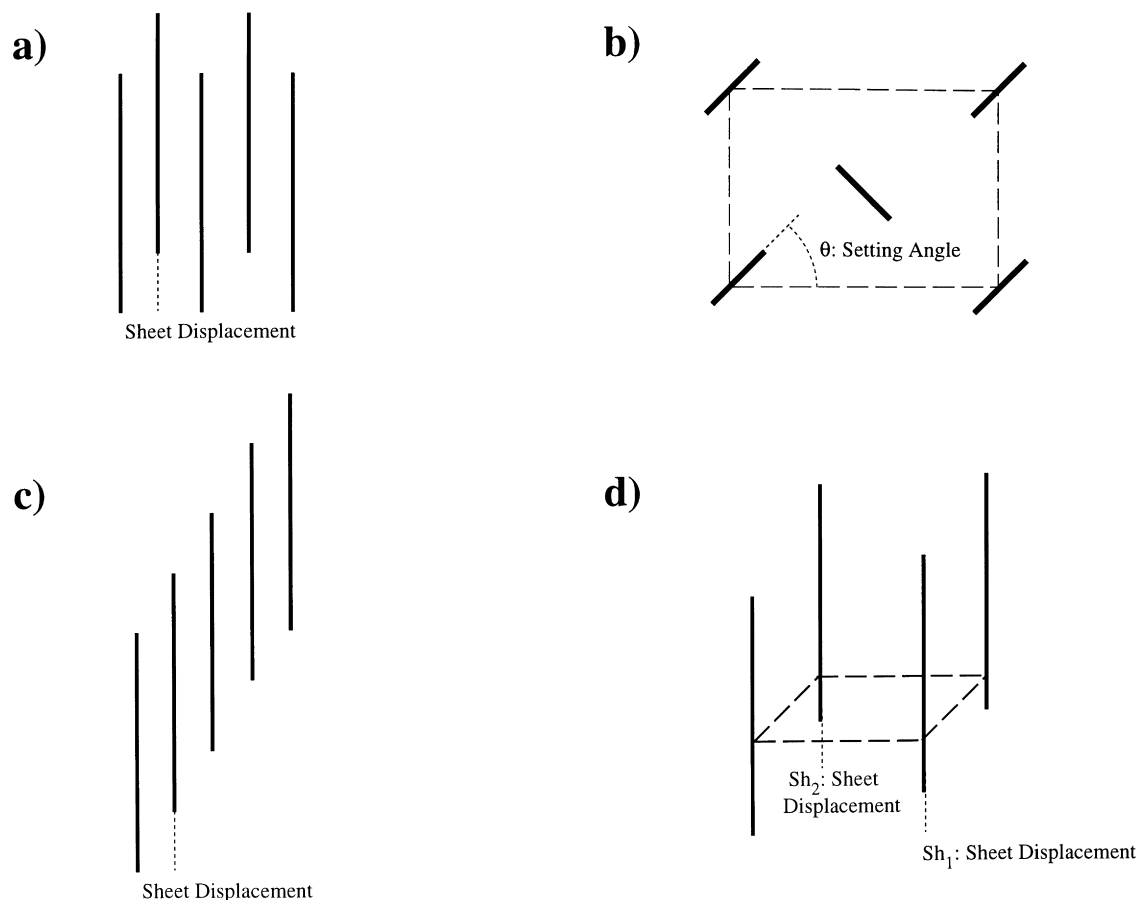 a)
Sheet Displacement
b)
θ: Setting Angle
c)
Sheet Displacement
d)
Sh2: Sheet
Displacement
Sh1: Sheet Displacement